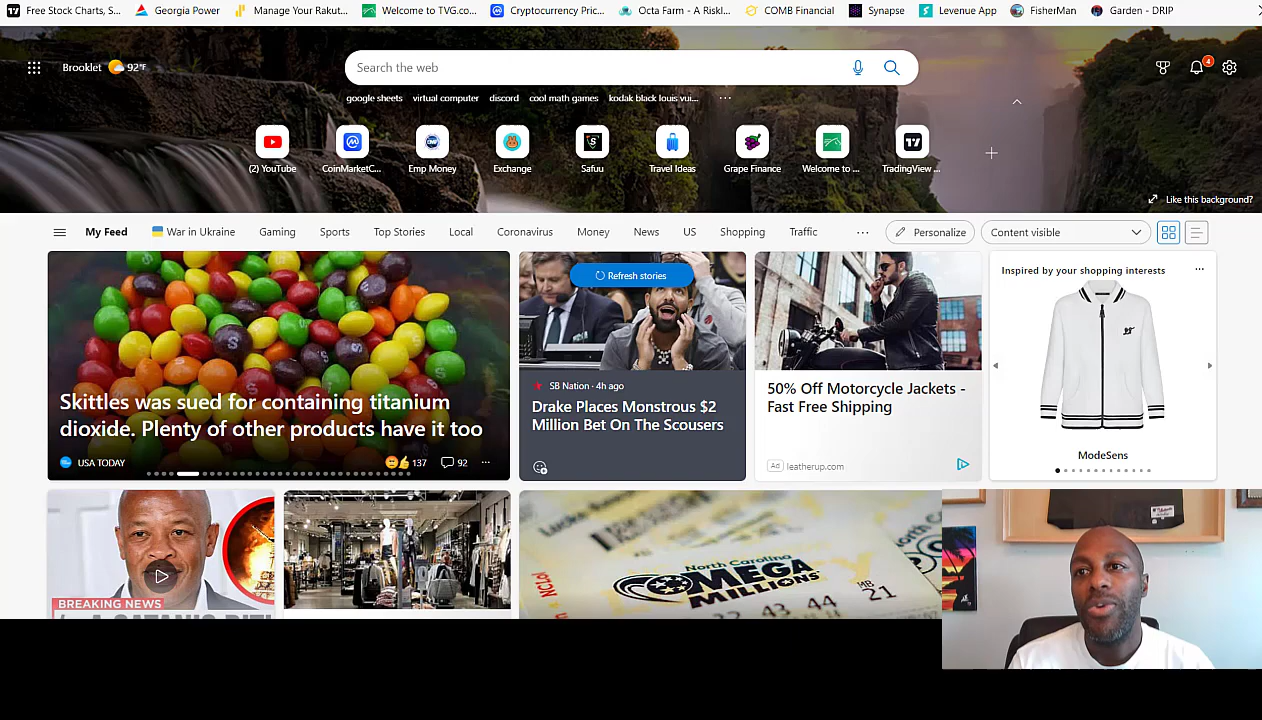 Free Stock Charts, S... Georgia Power Manage Your Rakut... Welcome to TVG.co... Cryptocurrency Pric... Octa Farm - A Riskl... COMB Financial Synapse Levenue App FisherMan Garden - DRIP
Brooklet 92°F Search the web 4
google sheets virtual computer discord cool math games kodak black louis vui... ...
(2) YouTube CoinMarketC... Emp Money Exchange Safuu Travel Ideas Grape Finance Welcome to ... TradingView ...
Like this background?
My Feed War in Ukraine Gaming Sports Top Stories Local Coronavirus Money News US Shopping Traffic ... Personalize Content visible
Refresh stories
Inspired by your shopping interests ...
Skittles was sued for containing titanium
dioxide. Plenty of other products have it too
USA TODAY 137 92 ...
SB Nation · 4h ago
Drake Places Monstrous $2
Million Bet On The Scousers
50% Off Motorcycle Jackets -
Fast Free Shipping
Ad leatherup.com
ModeSens
BREAKING NEWS
North Carolina
MEGA
MILLIONS
43 44 MB 21